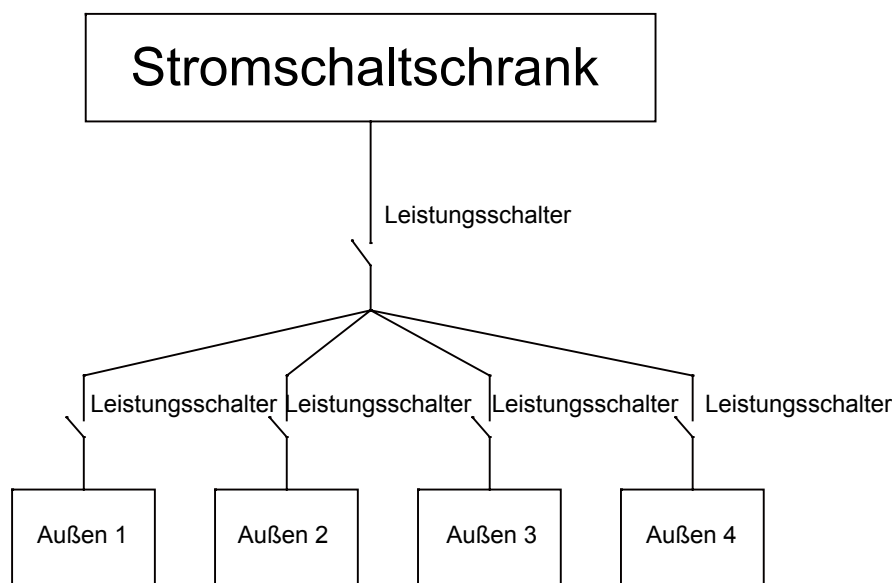 Stromschaltschrank
Leistungsschalter
Leistungsschalter Leistungsschalter Leistungsschalter Leistungsschalter
Außen 1 Außen 2 Außen 3 Außen 4